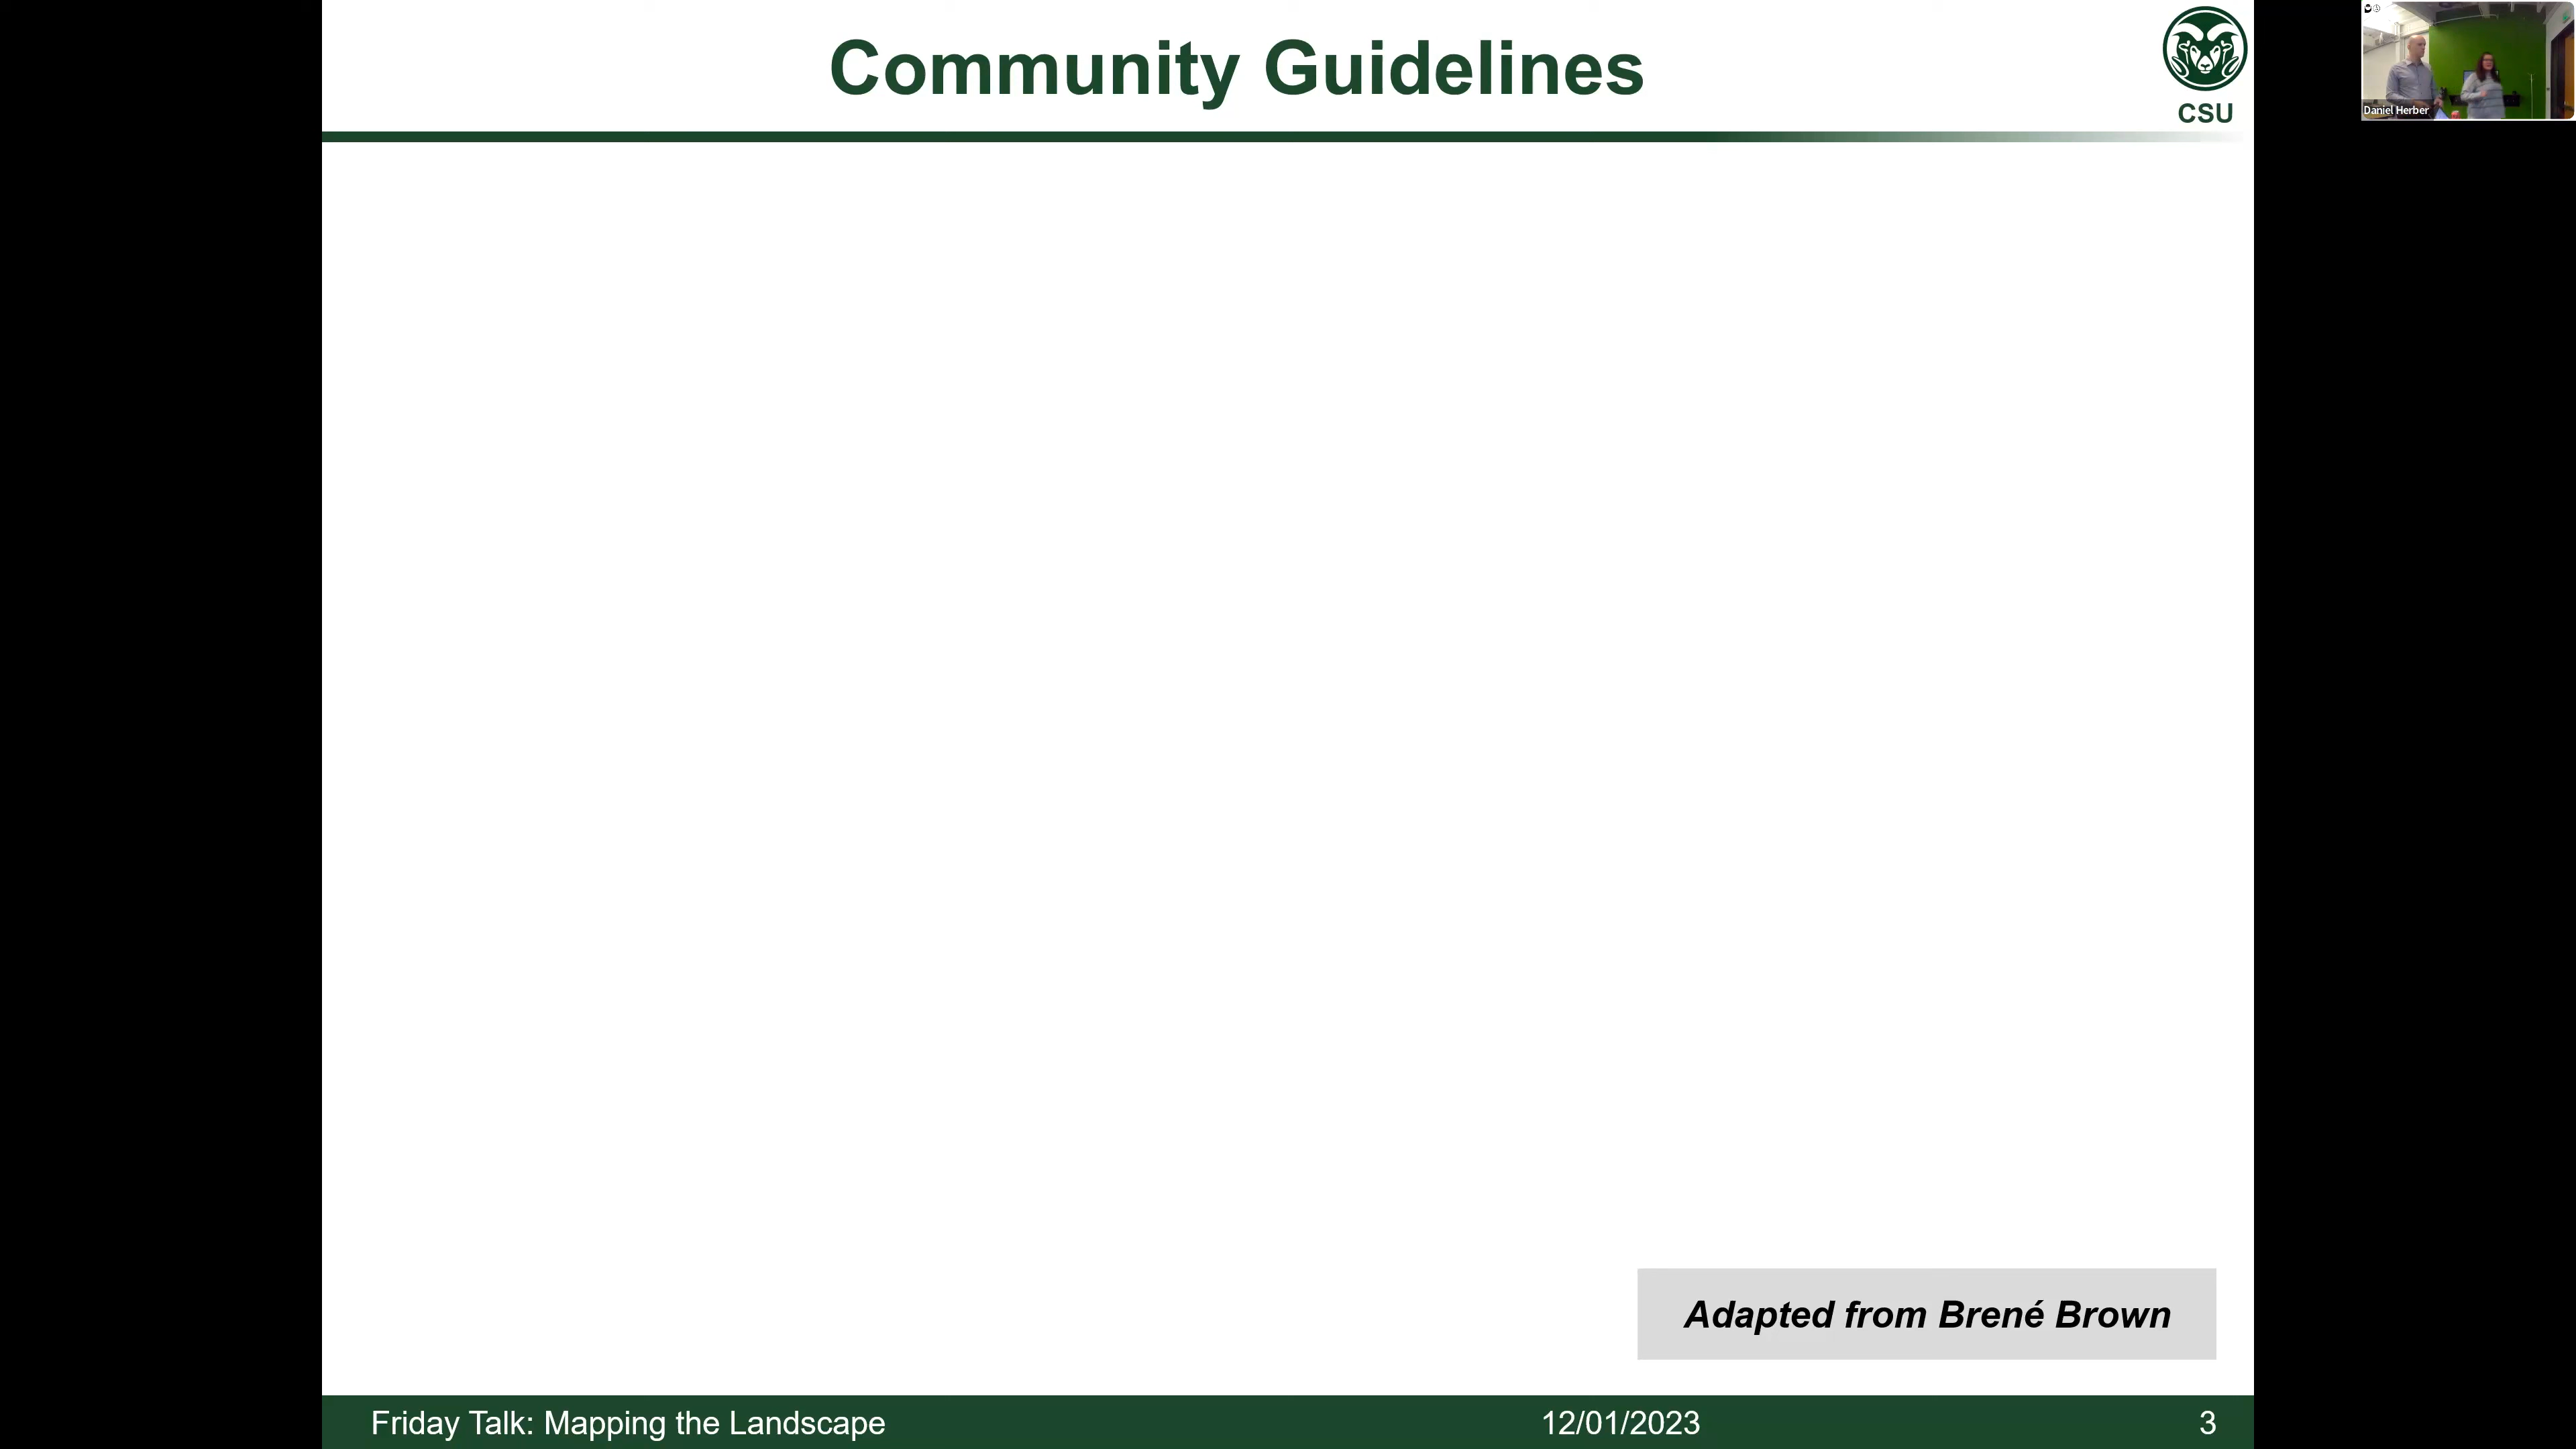 Community Guidelines
CSU
Daniel Herber
Adapted from Brené Brown
Friday Talk: Mapping the Landscape
12/01/2023
3